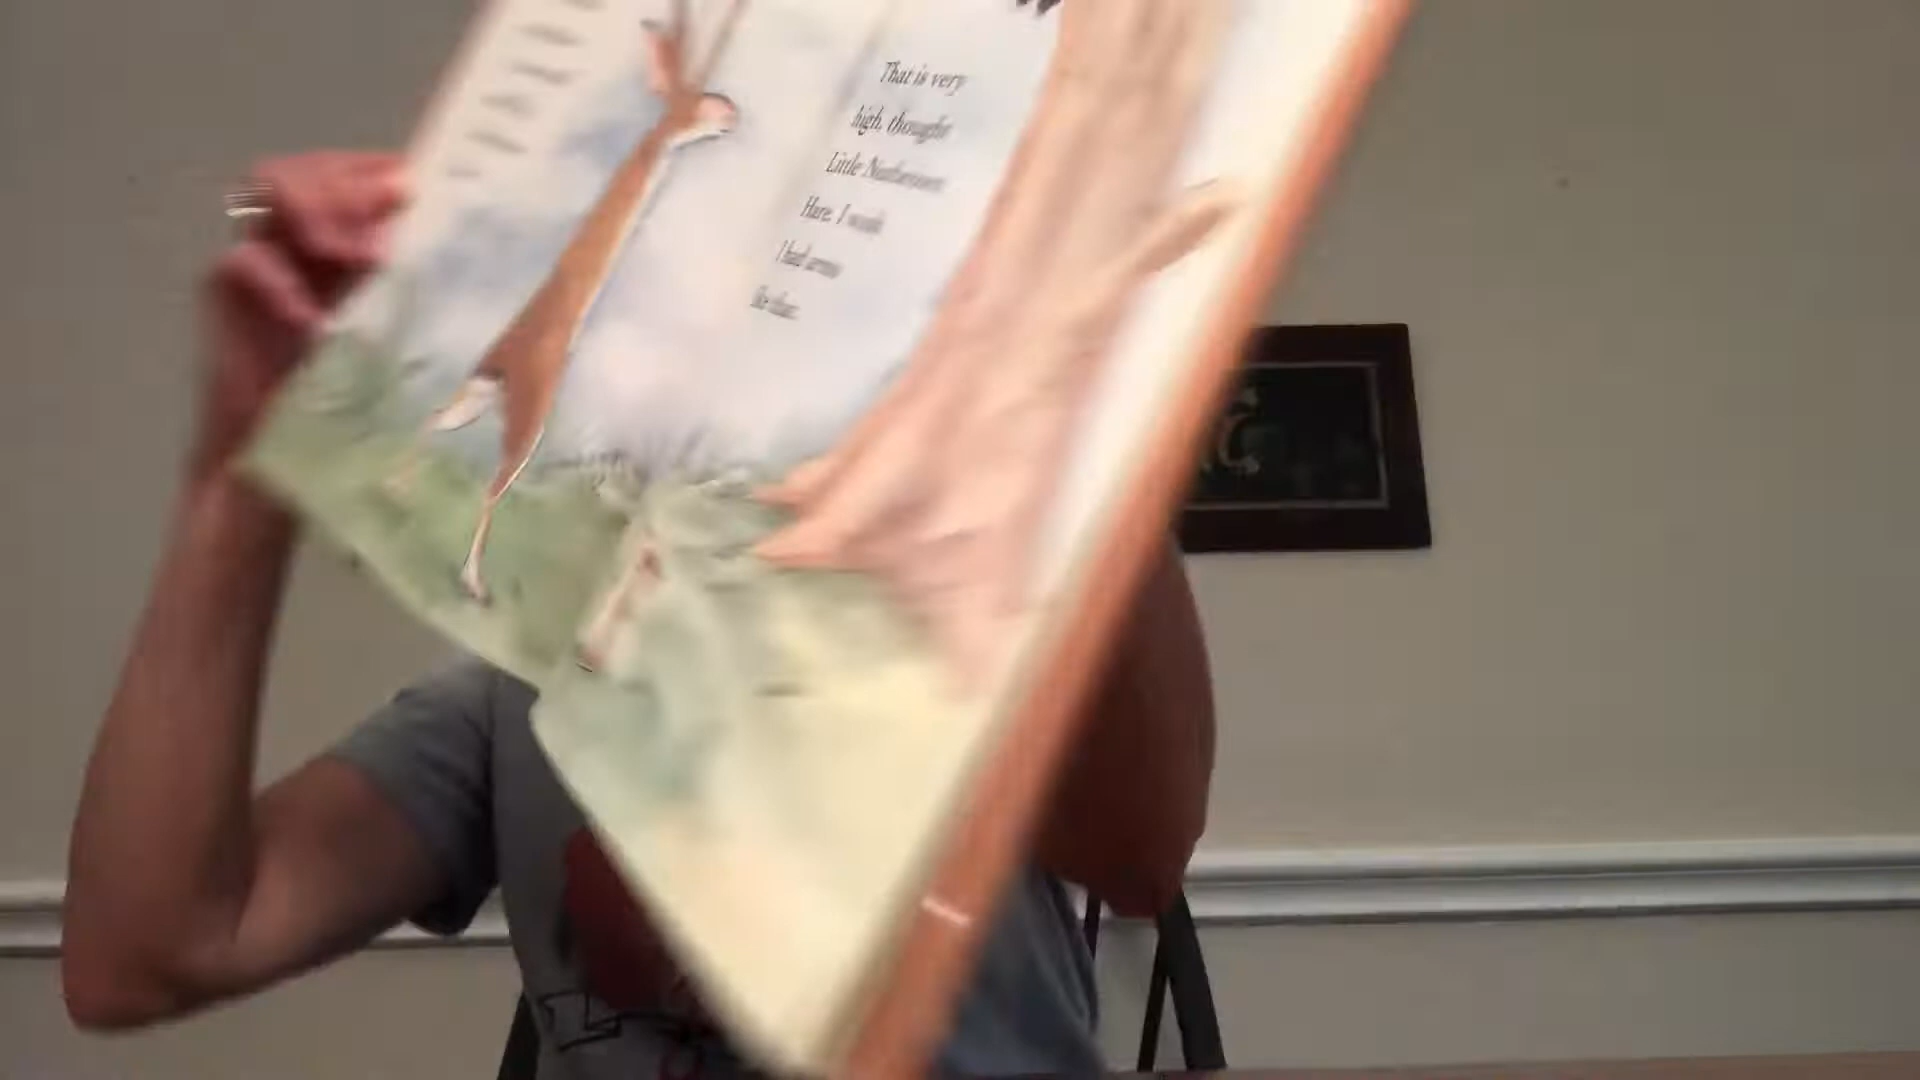 That is very
high, thought
Little Nutbrown
Hare. I wish
I had arms
like that.